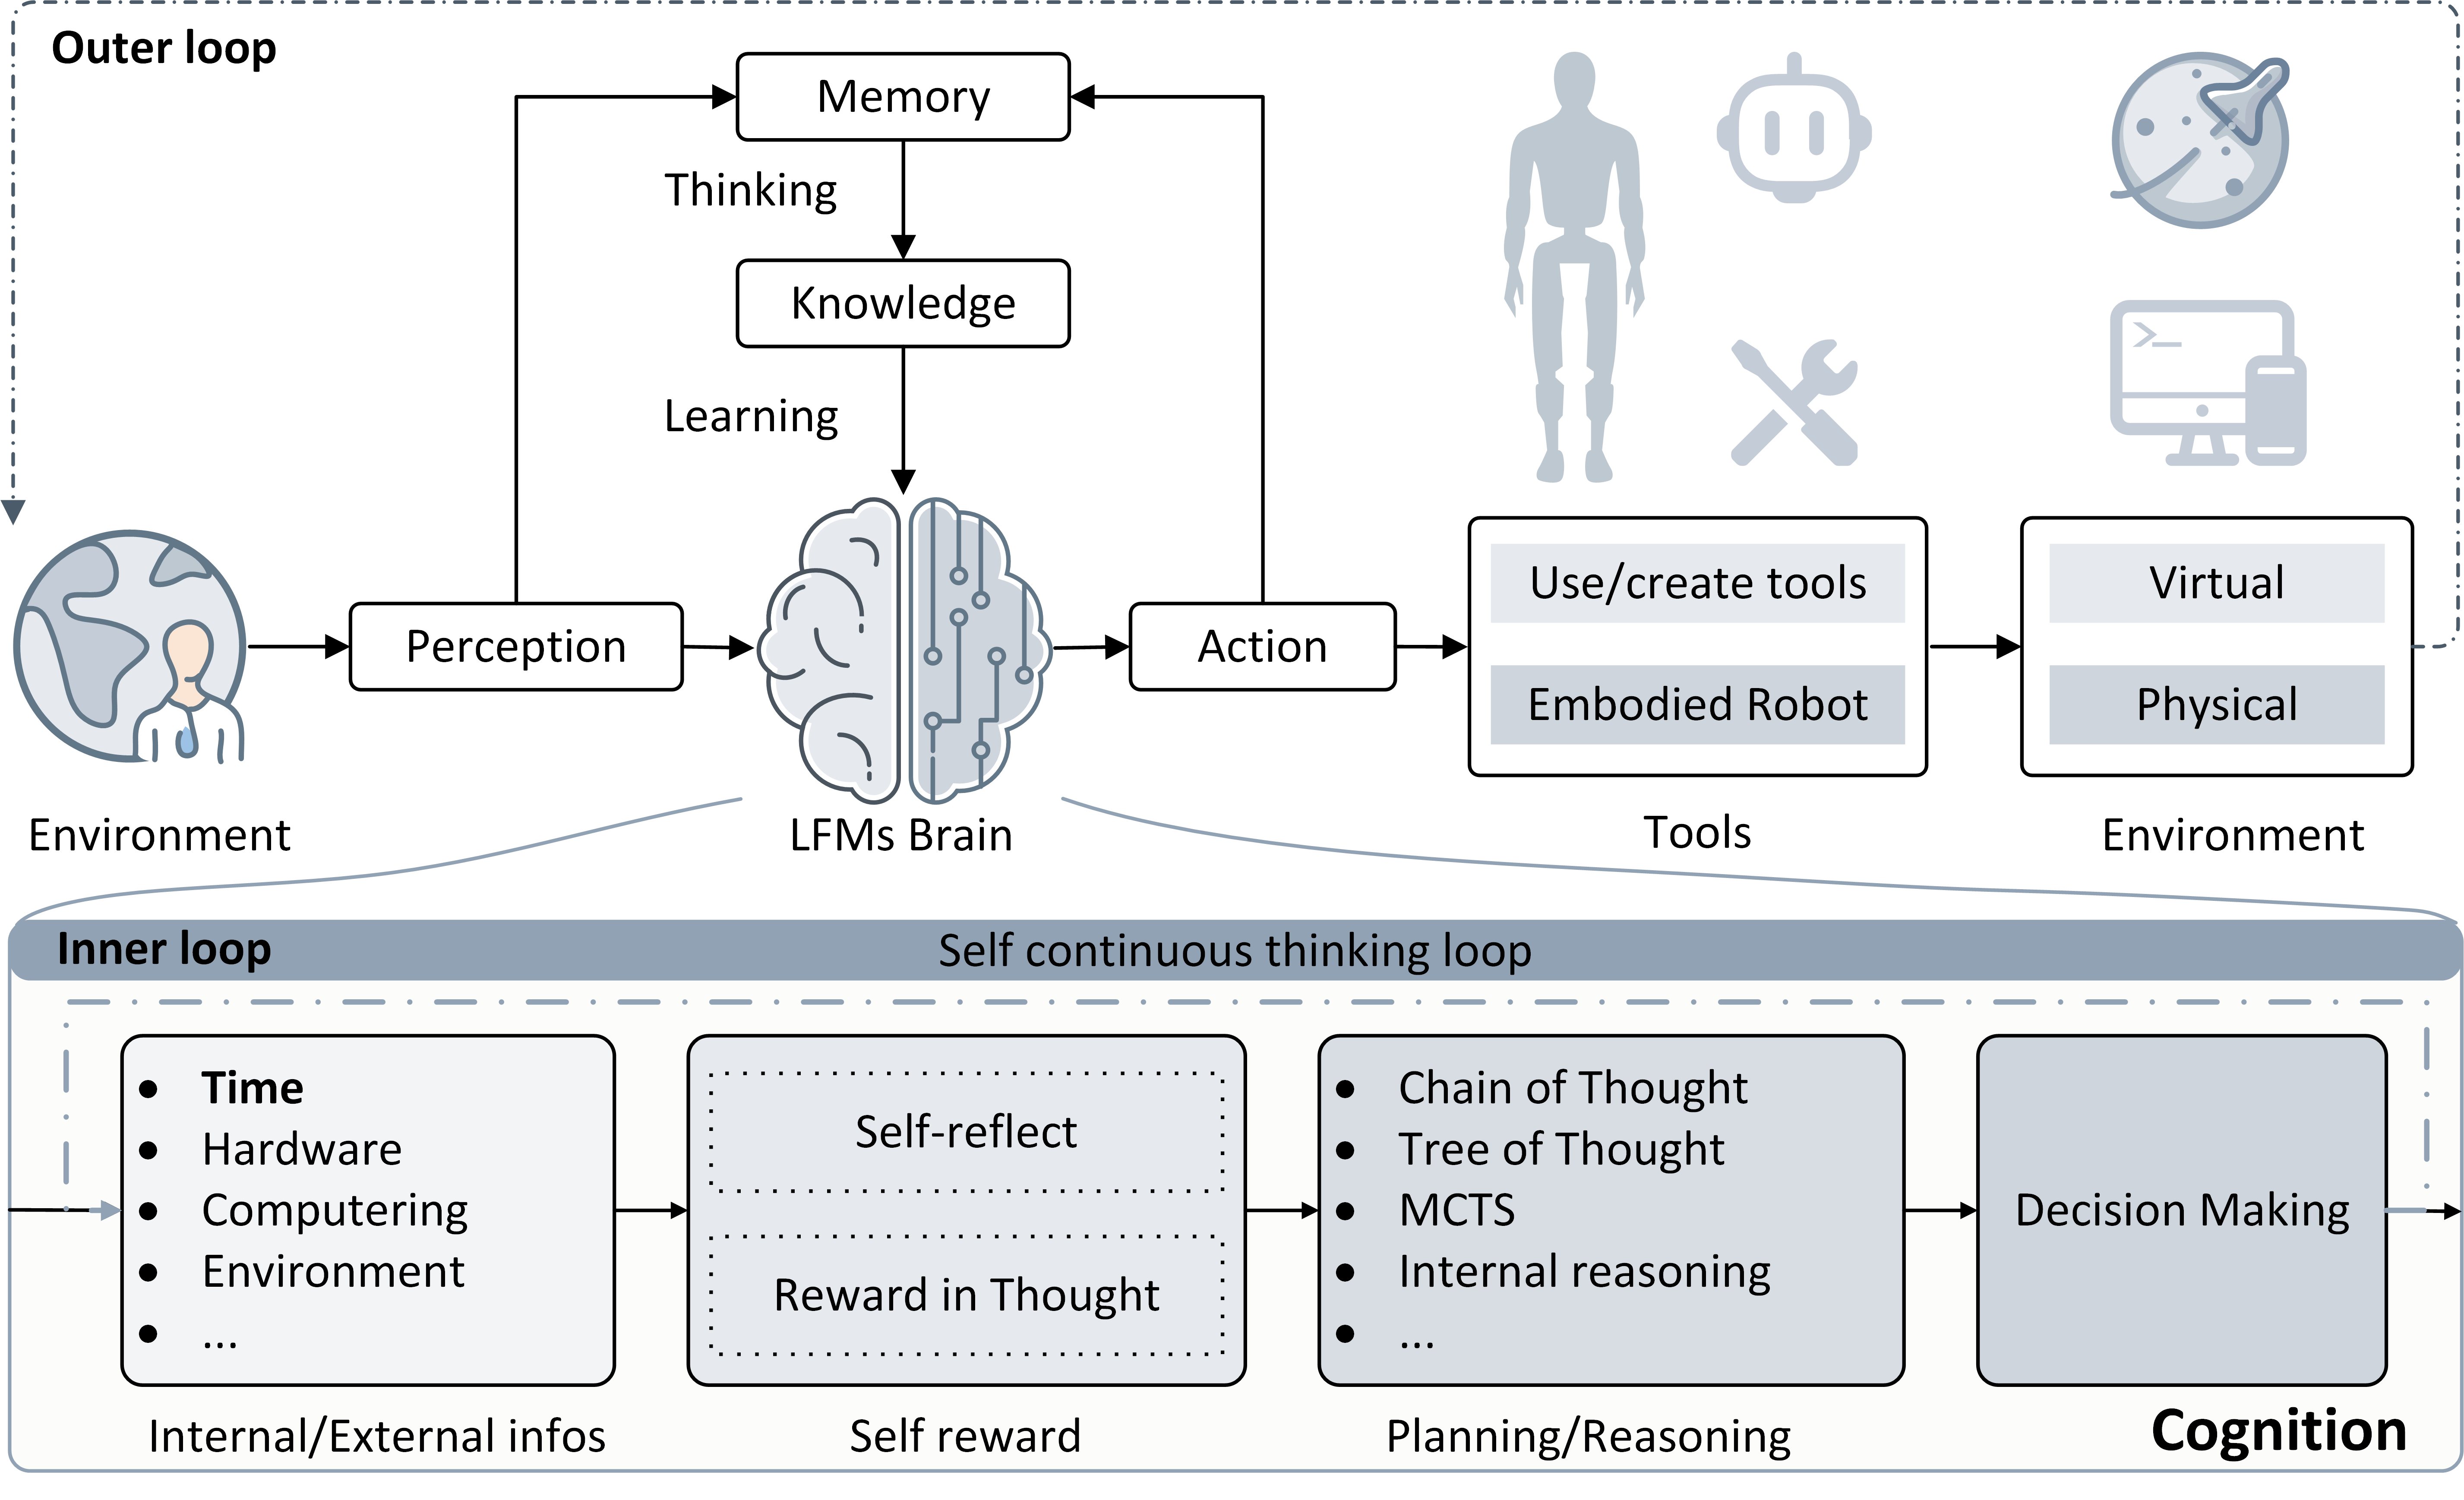 Outer loop
Memory
Thinking
Knowledge
Learning
Perception
Action
Use/create tools
Embodied Robot
Virtual
Physical
Environment
LFMs Brain
Tools
Environment
Inner loop
Self continuous thinking loop
Time
Hardware
Computering
Environment
...
Internal/External infos
Self-reflect
Reward in Thought
Self reward
Chain of Thought
Tree of Thought
MCTS
Internal reasoning
...
Planning/Reasoning
Decision Making
Cognition